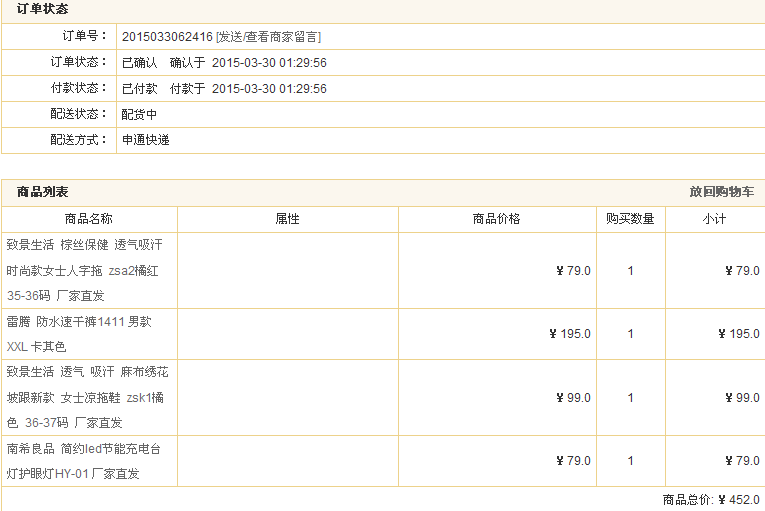 订单状态
订单号： 2015033062416 [发送/查看商家留言]
订单状态： 已确认 确认于 2015-03-30 01:29:56
付款状态： 已付款 付款于 2015-03-30 01:29:56
配送状态： 配货中
配送方式： 申通快递
商品列表 放回购物车
商品名称 属性 商品价格 购买数量 小计
致景生活 棕丝保健 透气吸汗
时尚款女士人字拖 zsa2橘红
35-36码 厂家直发
¥ 79.0 1 ¥ 79.0
雷腾 防水速干裤1411 男款
XXL 卡其色
¥ 195.0 1 ¥ 195.0
致景生活 透气 吸汗 麻布绣花
坡跟新款 女士凉拖鞋 zsk1橘
色 36-37码 厂家直发
¥ 99.0 1 ¥ 99.0
南希良品 简约led节能充电台
灯护眼灯HY-01 厂家直发
¥ 79.0 1 ¥ 79.0
商品总价: ¥ 452.0